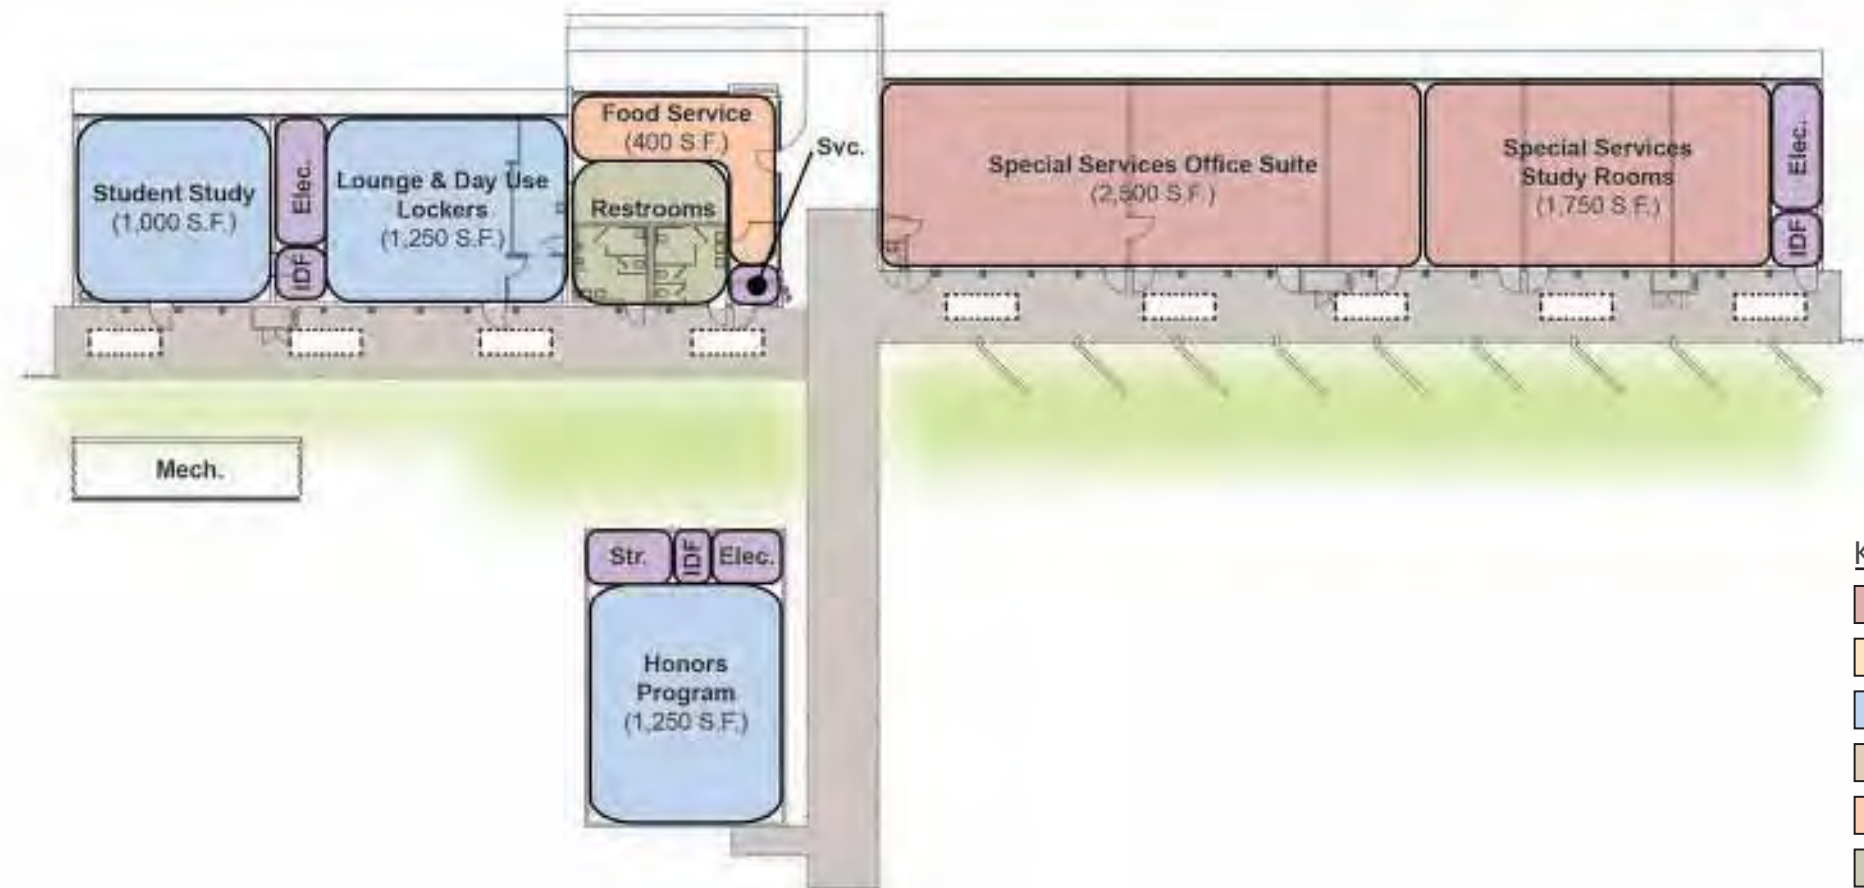 Food Service
(400 S.F.)
Svc.
Student Study
(1,000 S.F.)
Elec.
IDF
Lounge & Day Use
Lockers
(1,250 S.F.)
Restrooms
Special Services Office Suite
(2,500 S.F.)
Special Services
Study Rooms
(1,750 S.F.)
Elec.
IDF
Mech.
Str.
IDF
Elec.
Honors
Program
(1,250 S.F.)
K